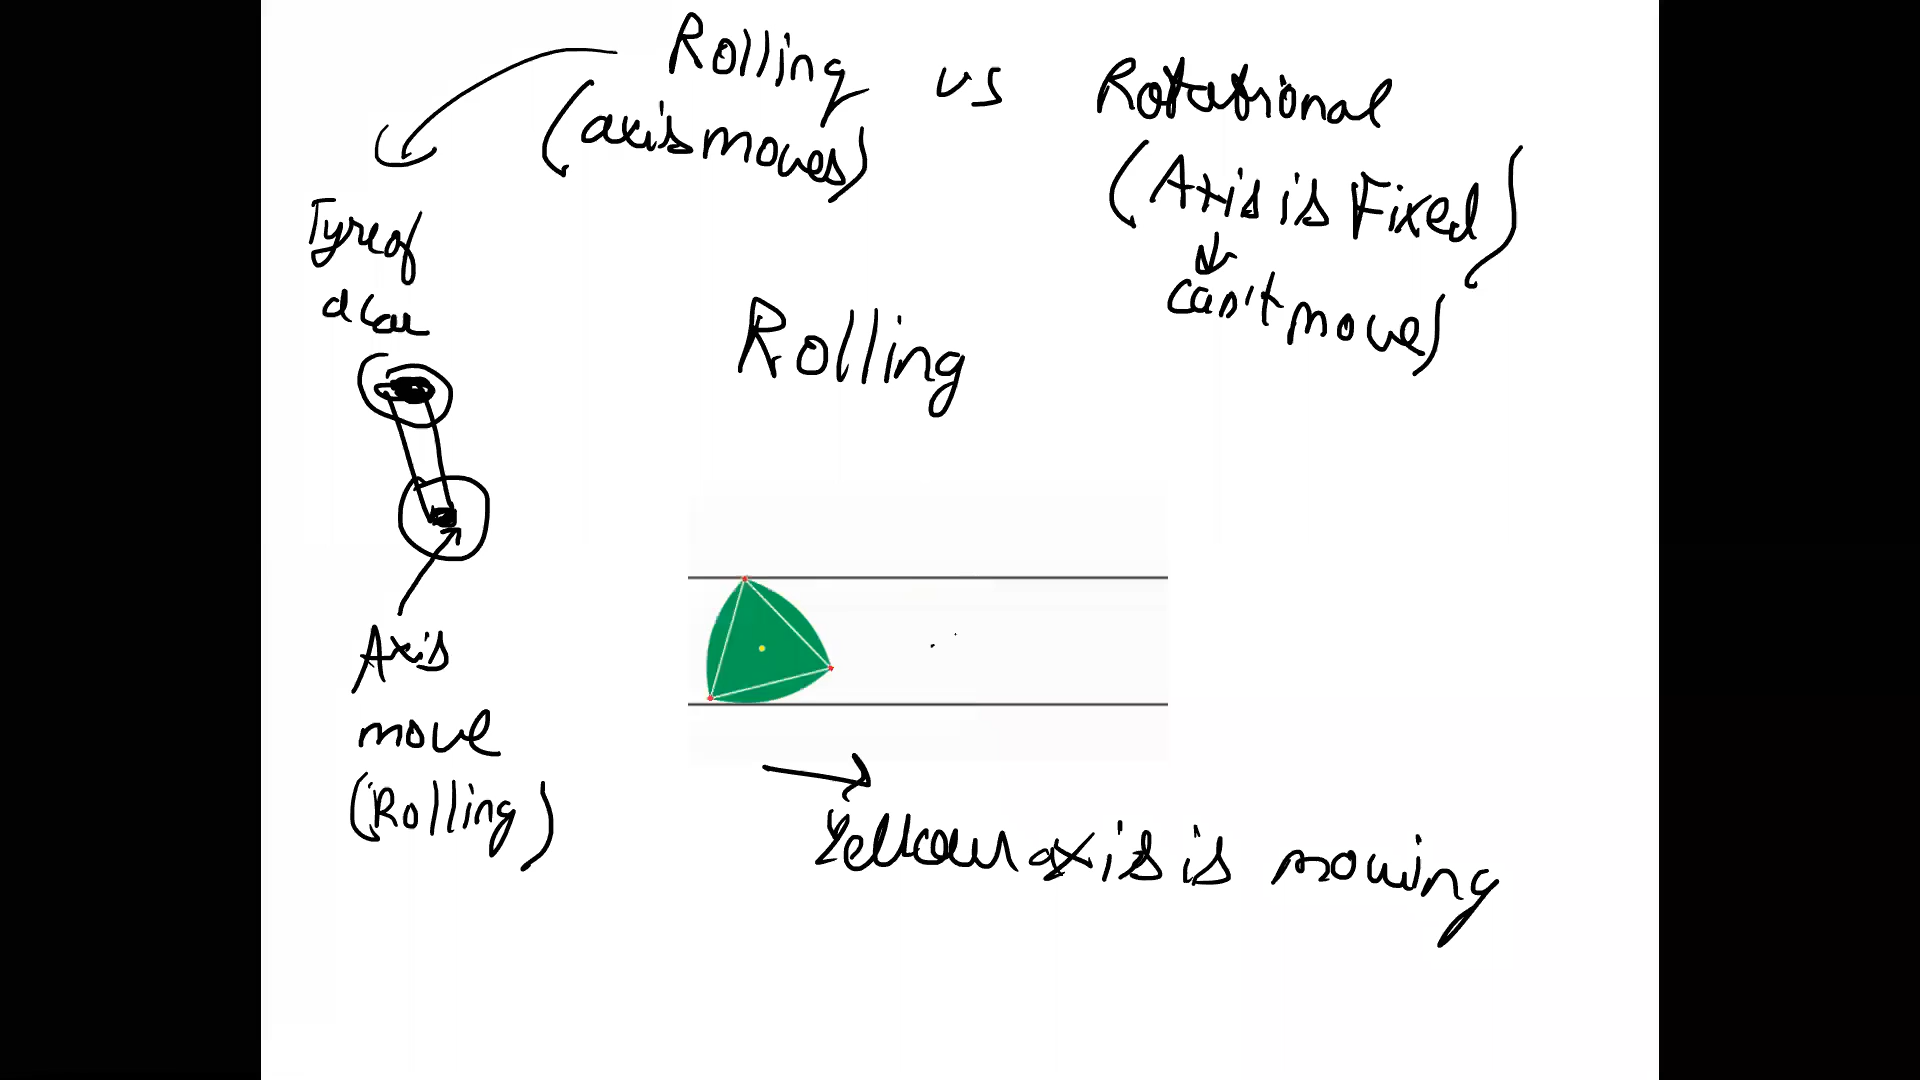 Rolling vs Rotational
(axis moves)
(Axis is Fixed)
can't move)
Tyre of
a car
Rolling
Axis
move
(Rolling)
Yellow axis is moving